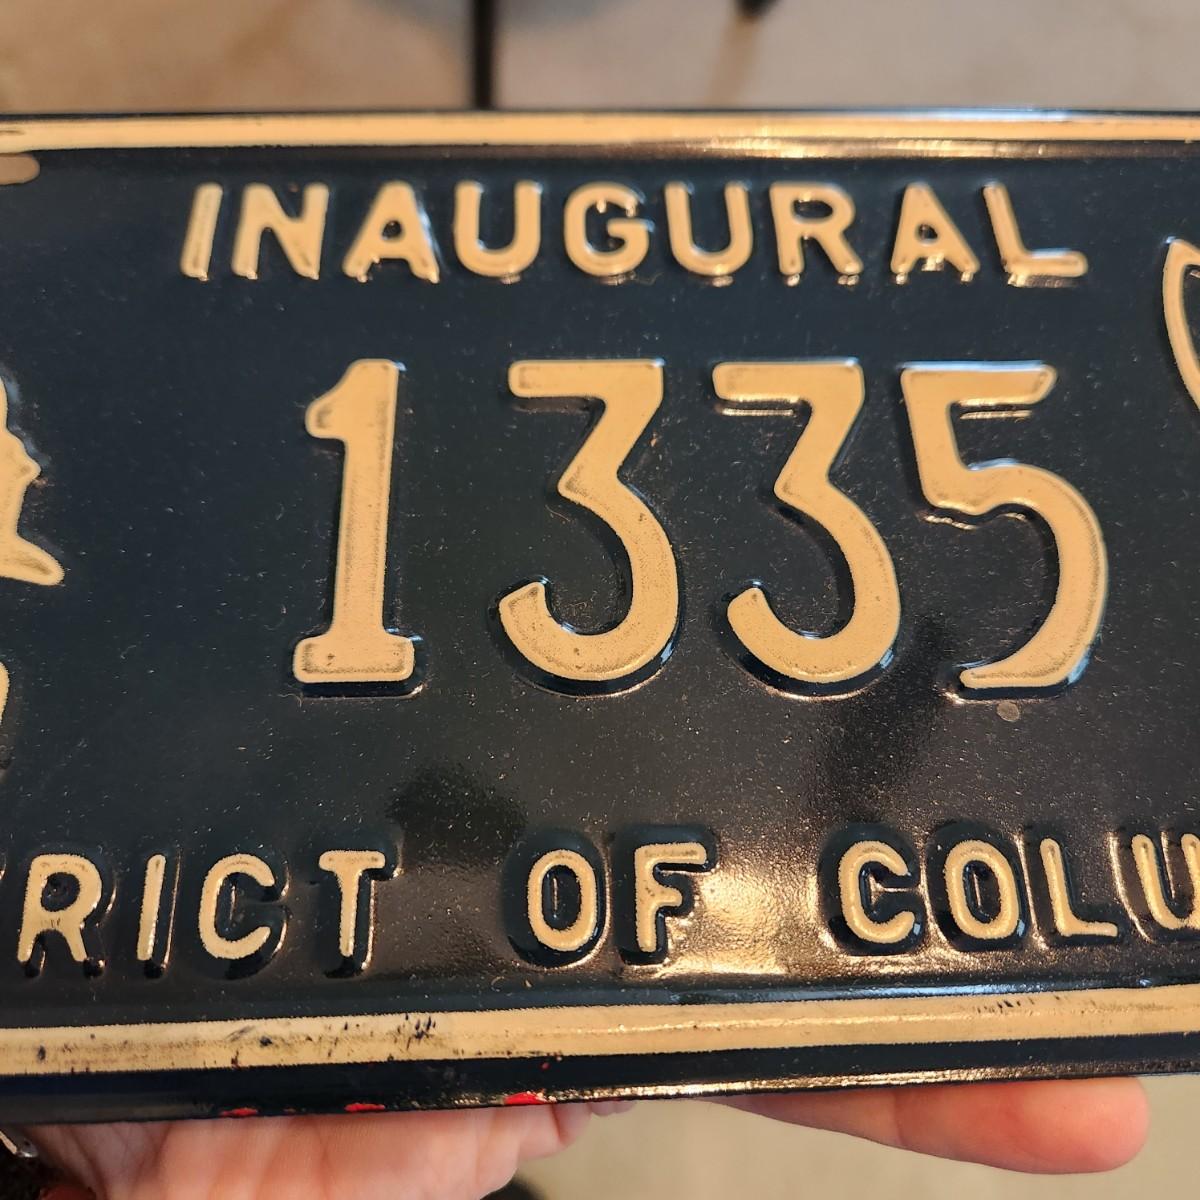 INAUGURAL
1335
RICT OF COLU